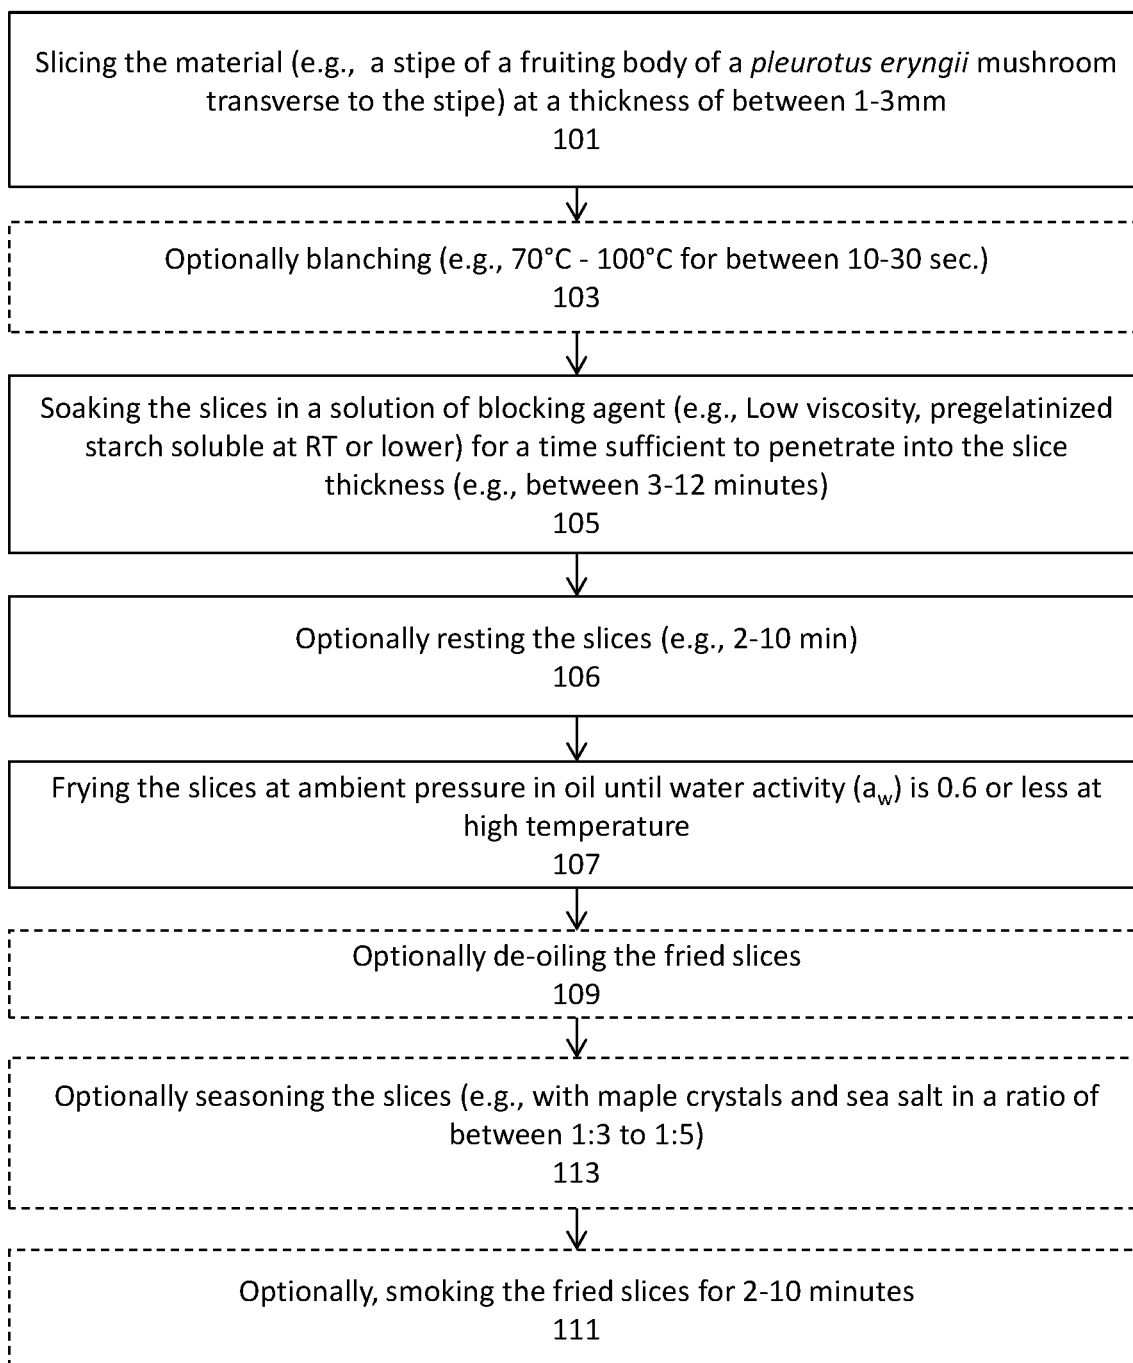 Slicing the material (e.g.,  a stipe of a fruiting body of a pleurotus eryngii mushroom
transverse to the stipe) at a thickness of between 1-3mm
101
Optionally blanching (e.g., 70°C - 100°C for between 10-30 sec.)
103
Soaking the slices in a solution of blocking agent (e.g., Low viscosity, pregelatinized
starch soluble at RT or lower) for a time sufficient to penetrate into the slice
thickness (e.g., between 3-12 minutes)
105
Optionally resting the slices (e.g., 2-10 min)
106
Frying the slices at ambient pressure in oil until water activity (aw) is 0.6 or less at
high temperature
107
Optionally de-oiling the fried slices
109
Optionally seasoning the slices (e.g., with maple crystals and sea salt in a ratio of
between 1:3 to 1:5)
113
Optionally, smoking the fried slices for 2-10 minutes
111